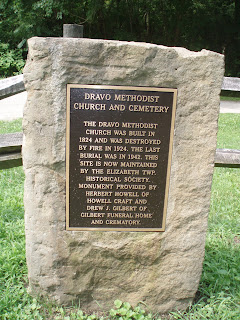 DRAVO METHODIST
CHURCH AND CEMETERY
THE DRAVO METHODIST
CHURCH WAS BUILT IN
1824 AND WAS DESTROYED
BY FIRE IN 1924. THE LAST
BURIAL WAS IN 1942. THIS
SITE IS NOW MAINTAINED
BY THE ELIZABETH TWP.
HISTORICAL SOCIETY.
MONUMENT PROVIDED BY
HERBERT HOWELL OF
HOWELL CRAFT AND
DREW J. GILBERT OF
GILBERT FUNERAL HOME
AND CREMATORY.